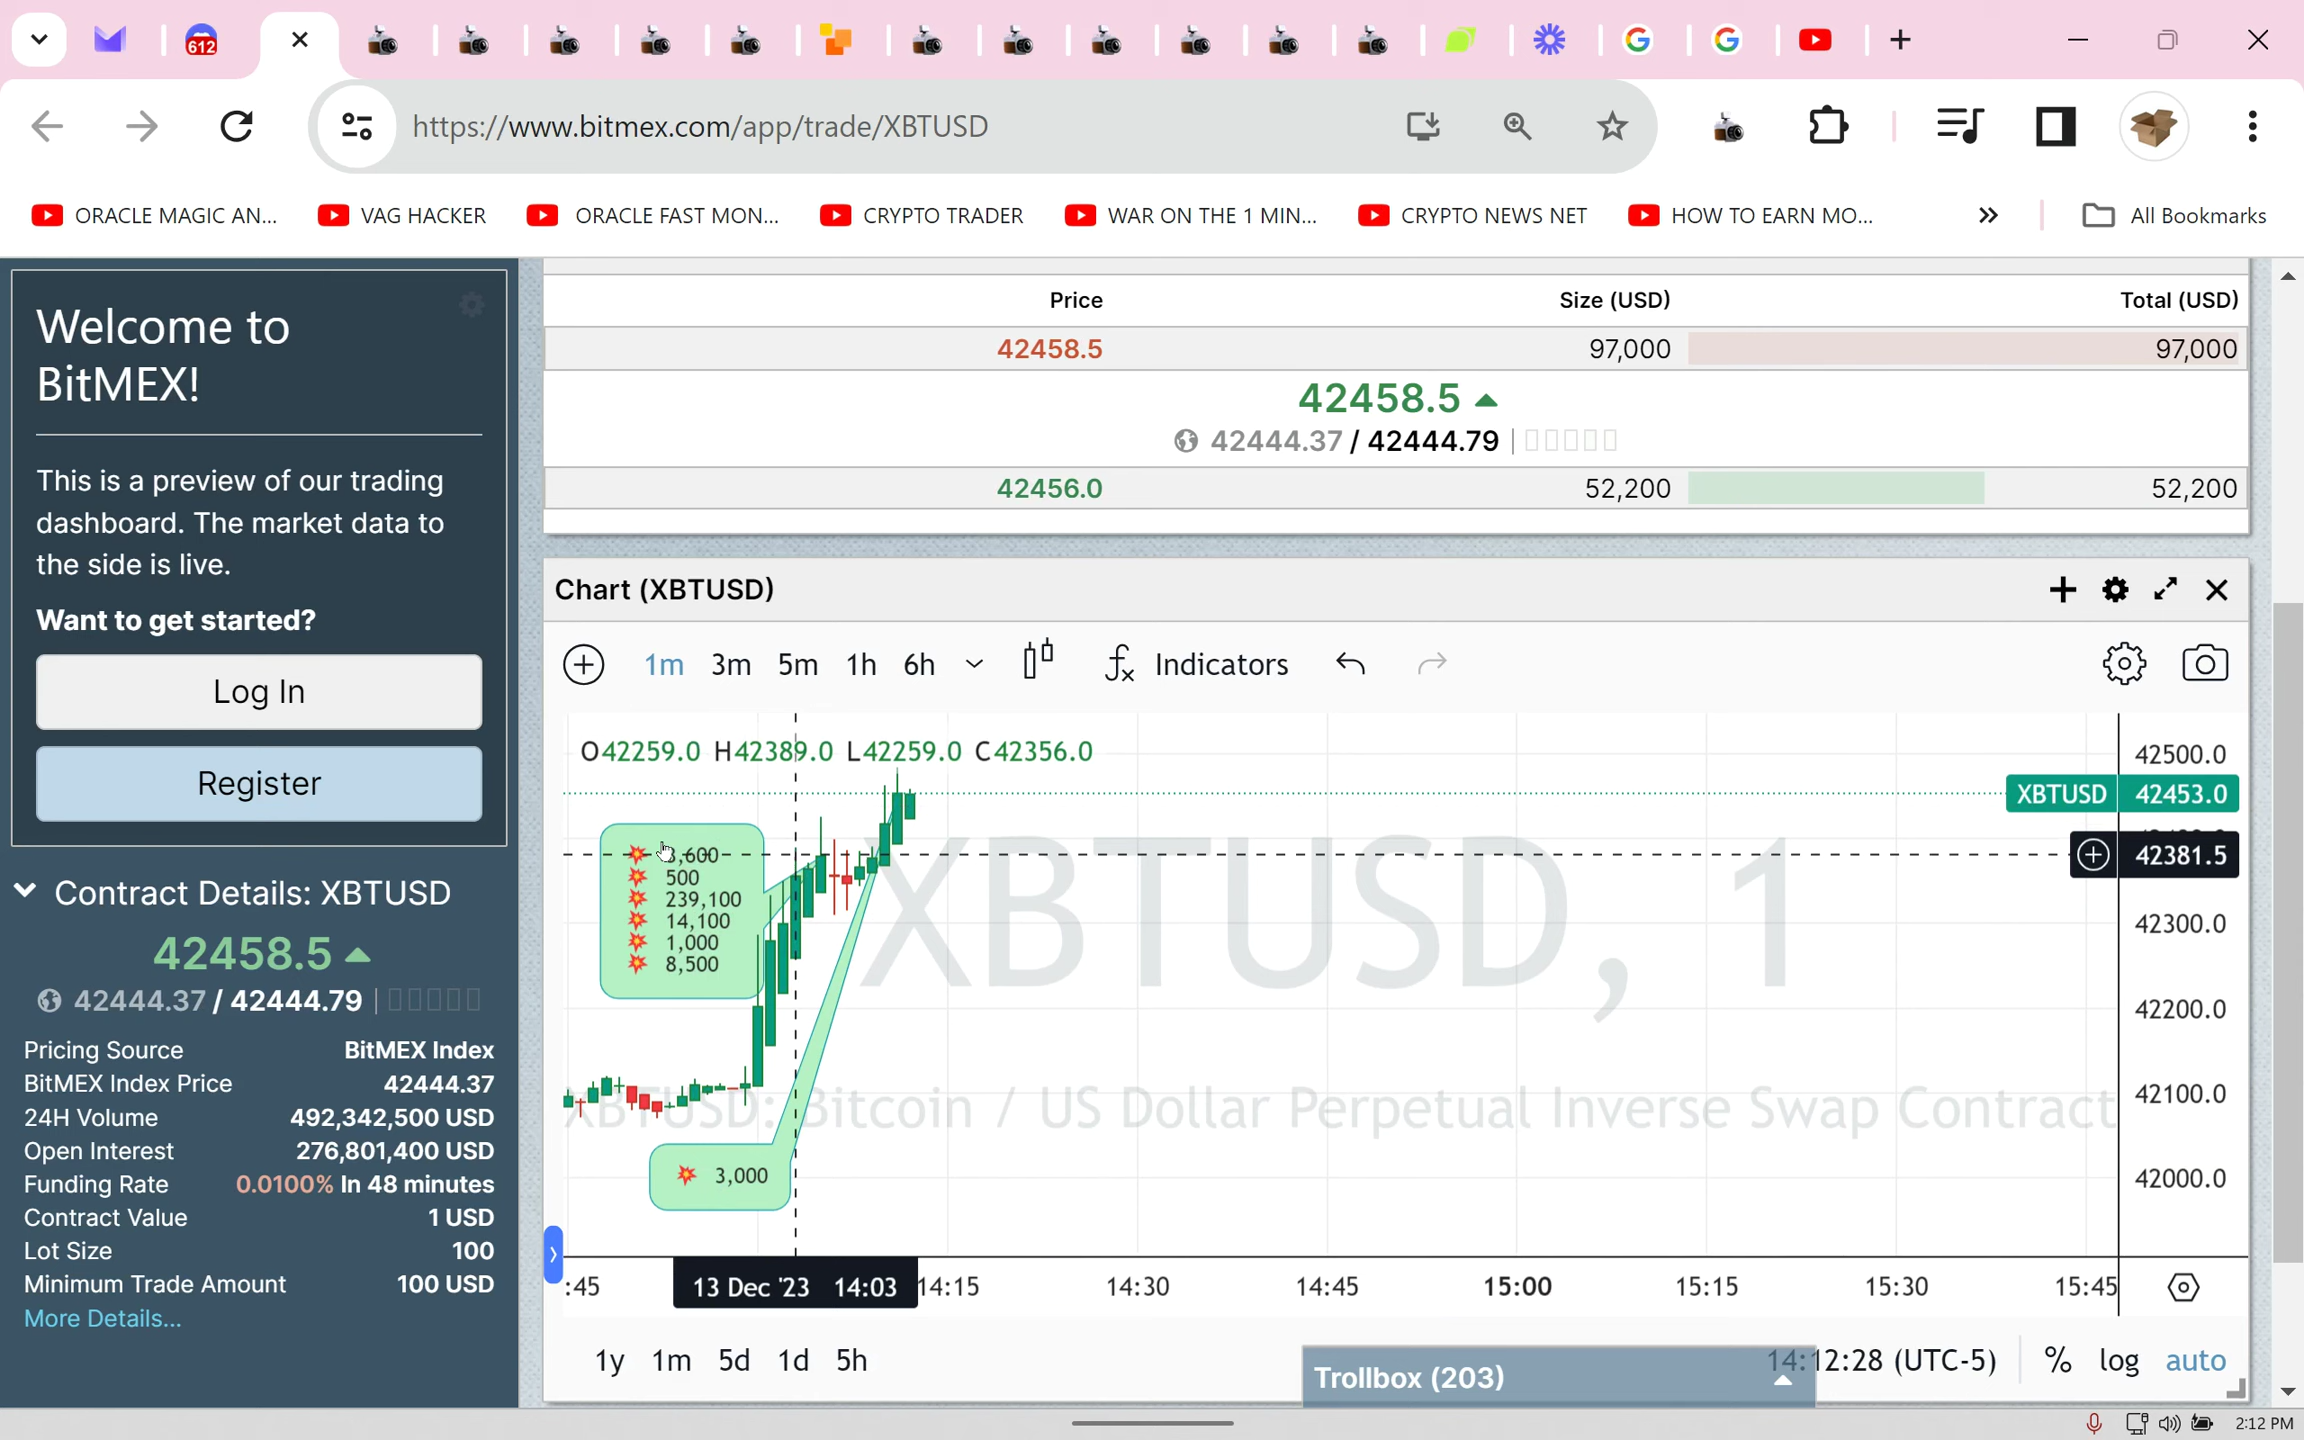 612
https://www.bitmex.com/app/trade/XBTUSD
ORACLE MAGIC AN... VAG HACKER ORACLE FAST MON... CRYPTO TRADER WAR ON THE 1 MIN... CRYPTO NEWS NET HOW TO EARN MO... » All Bookmarks
Welcome to
BitMEX!
This is a preview of our trading
dashboard. The market data to
the side is live.
Want to get started?
Log In
Register
Contract Details: XBTUSD
42458.5
42444.37 / 42444.79
Pricing Source BitMEX Index
BitMEX Index Price 42444.37
24H Volume 492,342,500 USD
Open Interest 276,801,400 USD
Funding Rate 0.0100% In 48 minutes
Contract Value 1 USD
Lot Size 100
Minimum Trade Amount 100 USD
More Details...
Price Size (USD) Total (USD)
42458.5 97,000 97,000
42458.5
42444.37 / 42444.79
42456.0 52,200 52,200
Chart (XBTUSD)
1m 3m 5m 1h 6h Indicators
O42259.0 H42389.0 L42259.0 C42356.0
42500.0
XBTUSD 42453.0
42381.5
42300.0
42200.0
42100.0
42000.0
500
239,100
14,100
1,000
8,500
3,000
XBTUSD, 1
XBTUSD: Bitcoin / US Dollar Perpetual Inverse Swap Contract
:45 13 Dec '23 14:03 14:15 14:30 14:45 15:00 15:15 15:30 15:45
1y 1m 5d 1d 5h 14:12:28 (UTC-5) % log auto
Trollbox (203)
2:12 PM